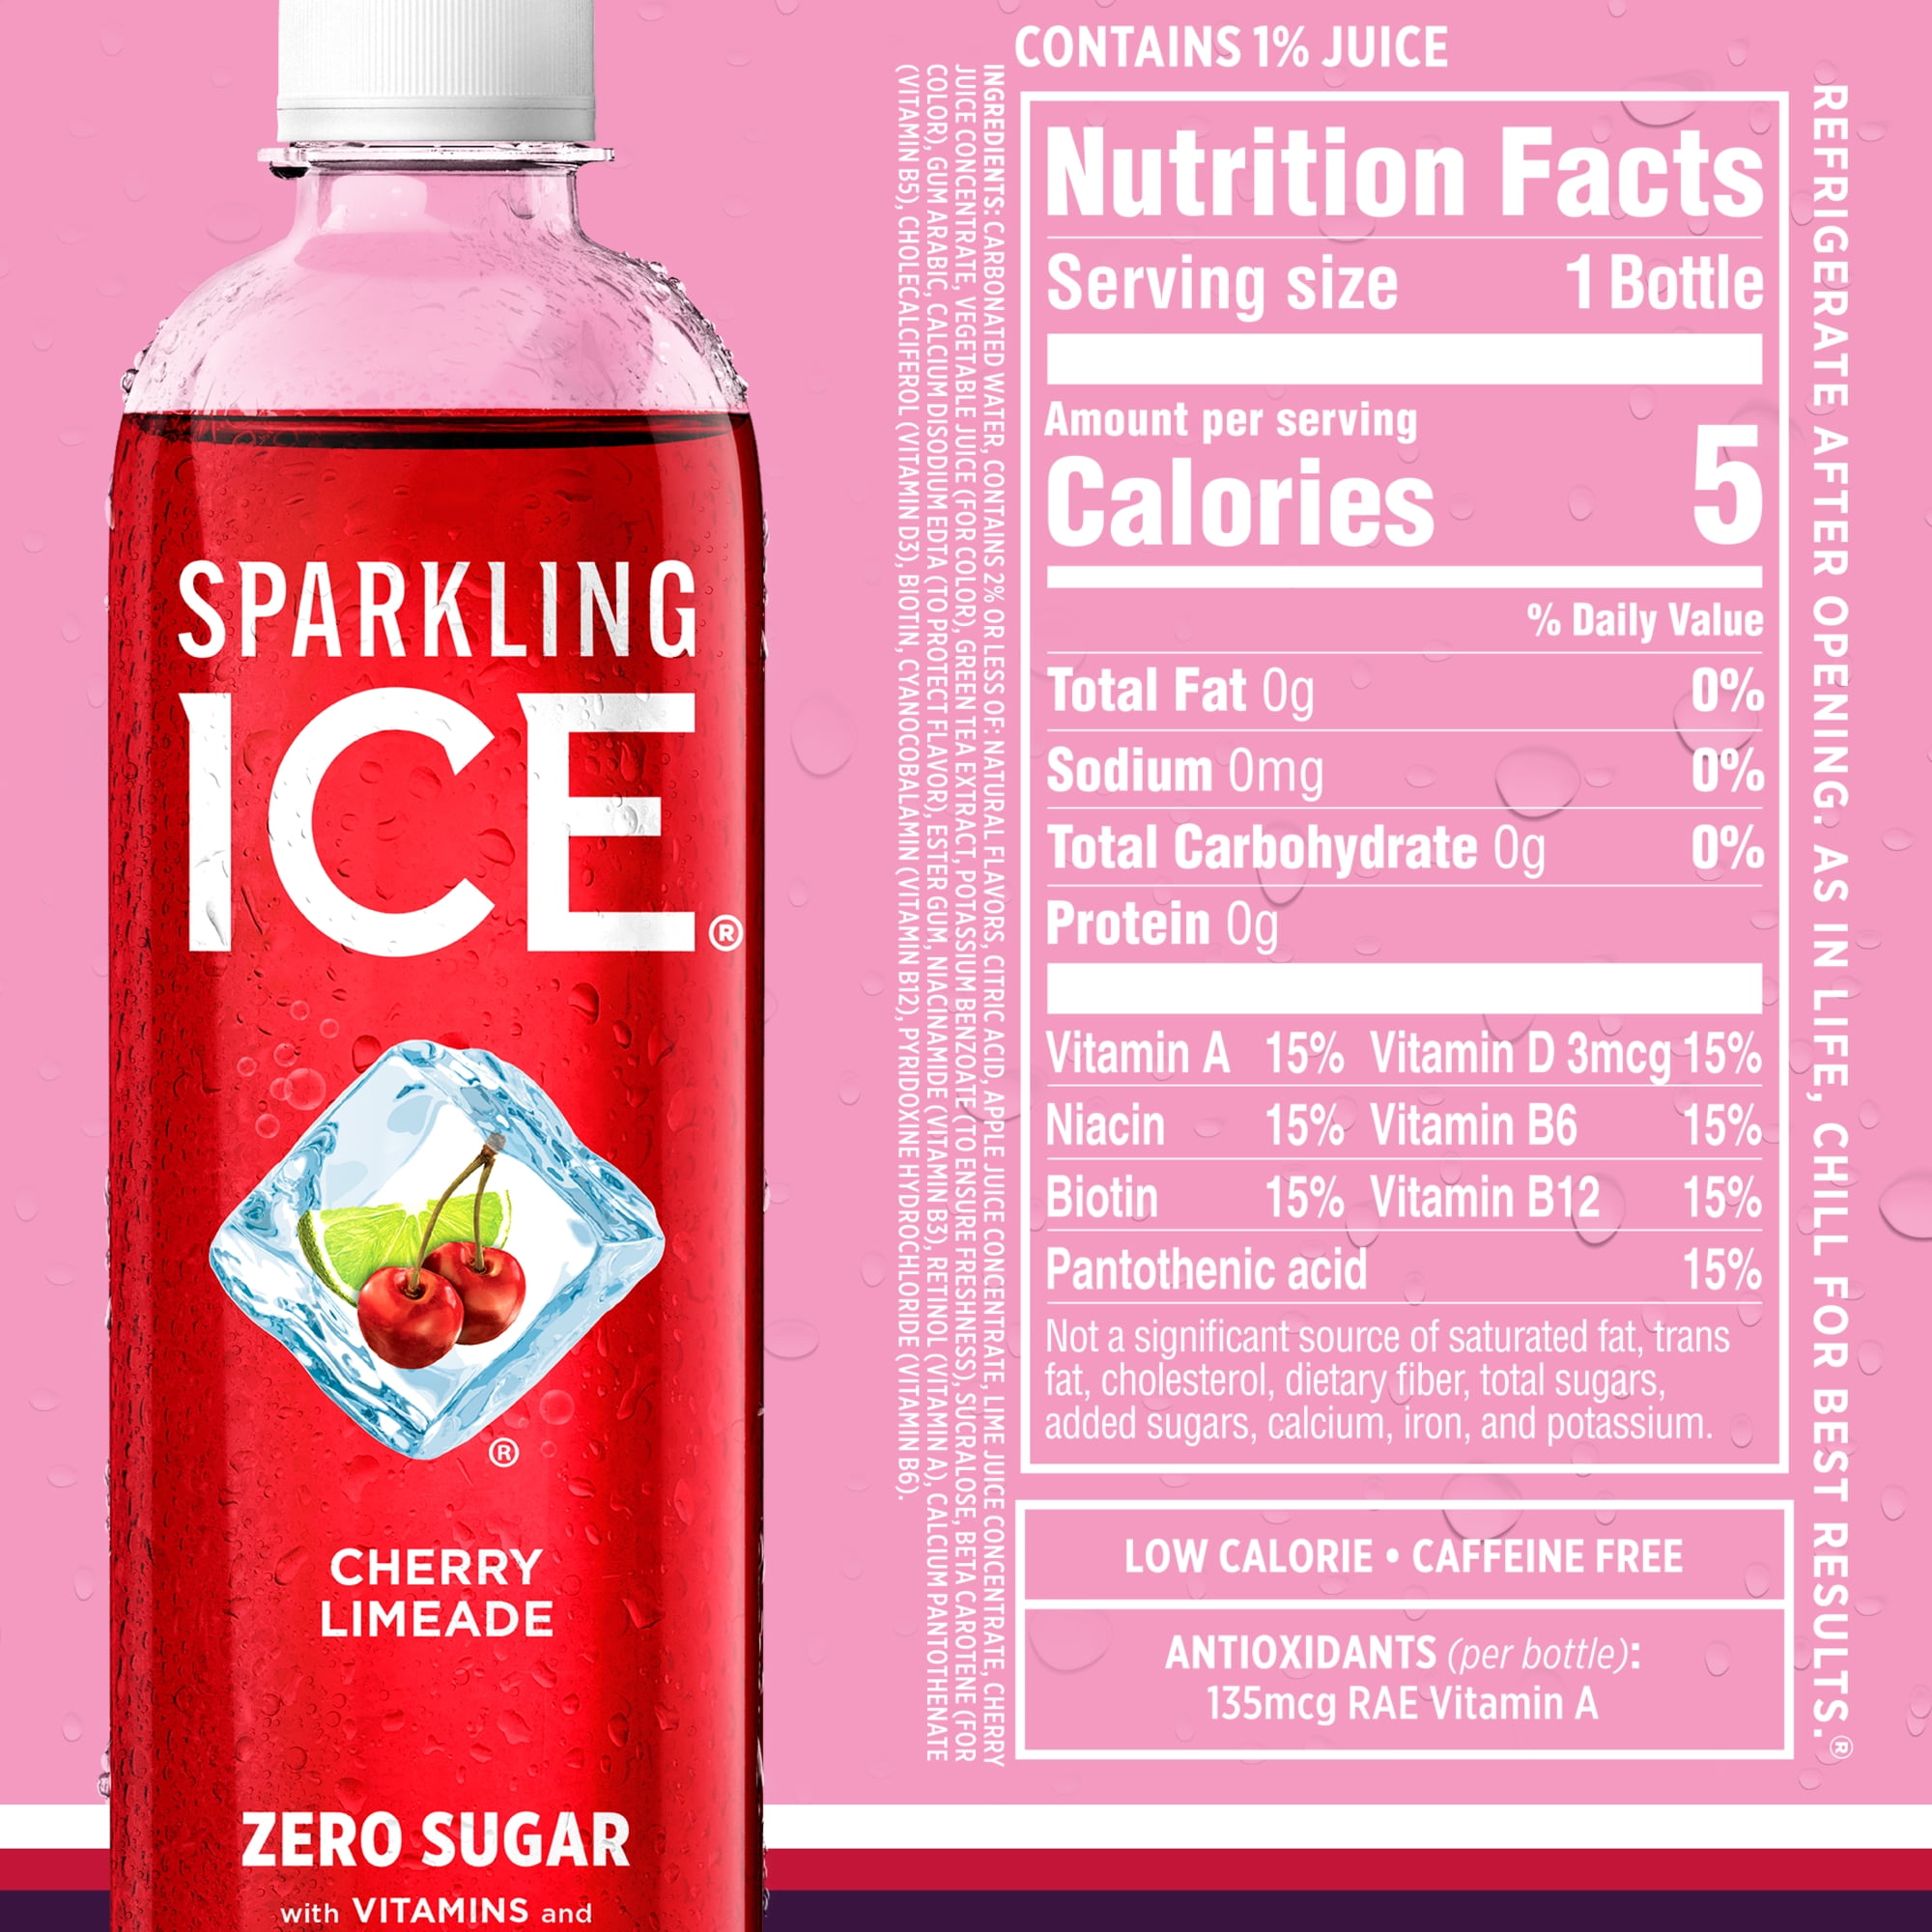 SPARKLING
ICE®
®
CHERRY
LIMEADE
ZERO SUGAR
with VITAMINS and
INGREDIENTS: CARBONATED WATER, CONTAINS 2% OR LESS OF: NATURAL FLAVORS, CITRIC ACID, APPLE JUICE CONCENTRATE, LIME JUICE CONCENTRATE, CHERRY
JUICE CONCENTRATE, VEGETABLE JUICE (FOR COLOR), GREEN TEA EXTRACT, POTASSIUM BENZOATE (TO ENSURE FRESHNESS), SUCRALOSE, BETA CAROTENE (FOR
COLOR), GUM ARABIC, CALCIUM DISODIUM EDTA (TO PROTECT FLAVOR), ESTER GUM, NIACINAMIDE (VITAMIN B3), RETINOL (VITAMIN A), CALCIUM PANTOTHENATE
(VITAMIN B5), CHOLECALCIFEROL (VITAMIN D3), BIOTIN, CYANOCOBALAMIN (VITAMIN B12), PYRIDOXINE HYDROCHLORIDE (VITAMIN B6).
CONTAINS 1% JUICE
Nutrition Facts
Serving size 1 Bottle
Amount per serving
Calories 5
% Daily Value
Total Fat 0g 0%
Sodium 0mg 0%
Total Carbohydrate 0g 0%
Protein 0g
Vitamin A 15% Vitamin D 3mcg 15%
Niacin 15% Vitamin B6 15%
Biotin 15% Vitamin B12 15%
Pantothenic acid 15%
Not a significant source of saturated fat, trans
fat, cholesterol, dietary fiber, total sugars,
added sugars, calcium, iron, and potassium.
LOW CALORIE • CAFFEINE FREE
ANTIOXIDANTS (per bottle):
135mcg RAE Vitamin A
REFRIGERATE AFTER OPENING. AS IN LIFE, CHILL FOR BEST RESULTS.®